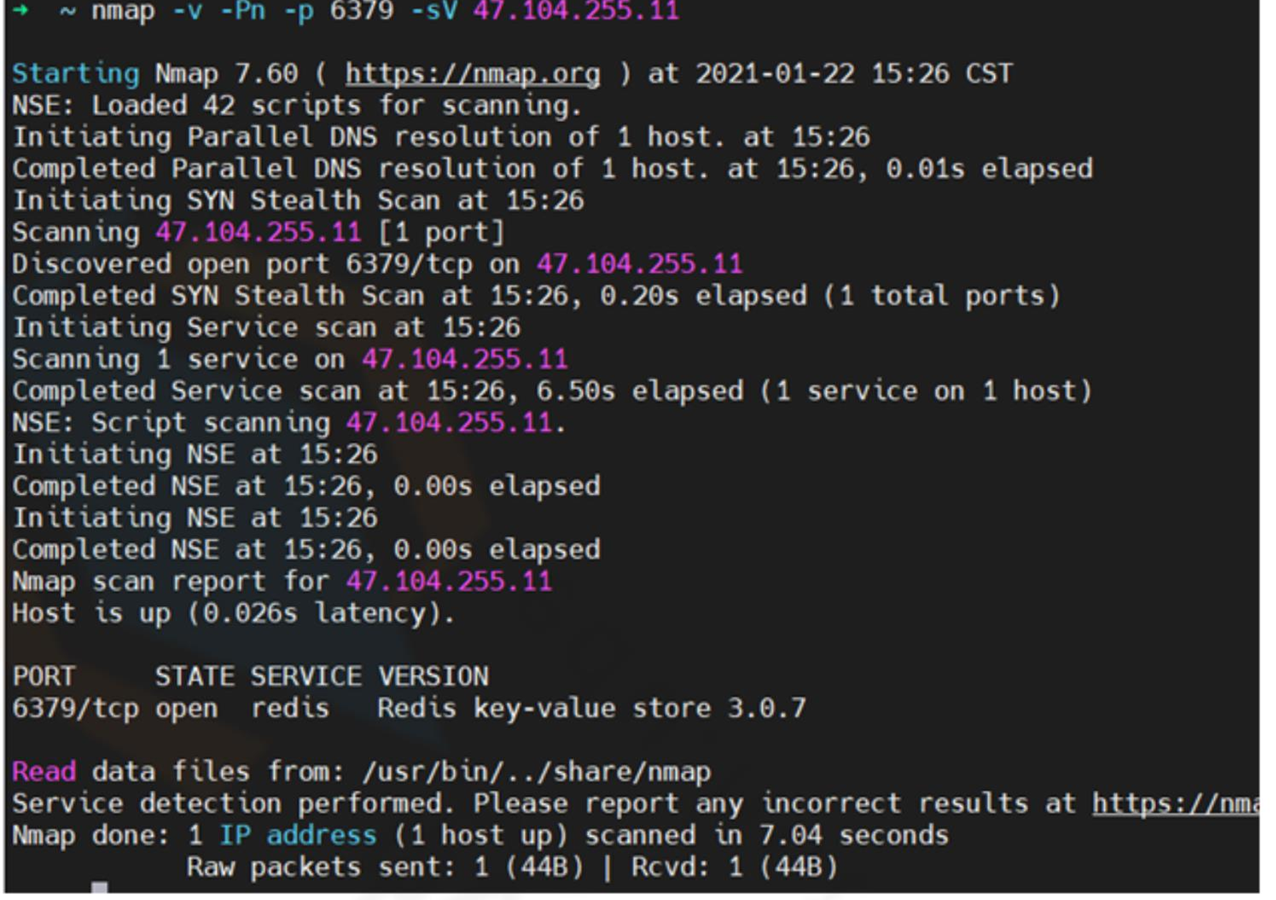 → ~ nmap -v -Pn -p 6379 -sV 47.104.255.11
Starting Nmap 7.60 ( https://nmap.org ) at 2021-01-22 15:26 CST
NSE: Loaded 42 scripts for scanning.
Initiating Parallel DNS resolution of 1 host. at 15:26
Completed Parallel DNS resolution of 1 host. at 15:26, 0.01s elapsed
Initiating SYN Stealth Scan at 15:26
Scanning 47.104.255.11 [1 port]
Discovered open port 6379/tcp on 47.104.255.11
Completed SYN Stealth Scan at 15:26, 0.20s elapsed (1 total ports)
Initiating Service scan at 15:26
Scanning 1 service on 47.104.255.11
Completed Service scan at 15:26, 6.50s elapsed (1 service on 1 host)
NSE: Script scanning 47.104.255.11.
Initiating NSE at 15:26
Completed NSE at 15:26, 0.00s elapsed
Initiating NSE at 15:26
Completed NSE at 15:26, 0.00s elapsed
Nmap scan report for 47.104.255.11
Host is up (0.026s latency).
PORT     STATE SERVICE VERSION
6379/tcp open  redis   Redis key-value store 3.0.7
Read data files from: /usr/bin/../share/nmap
Service detection performed. Please report any incorrect results at https://nma
Nmap done: 1 IP address (1 host up) scanned in 7.04 seconds
Raw packets sent: 1 (44B) | Rcvd: 1 (44B)